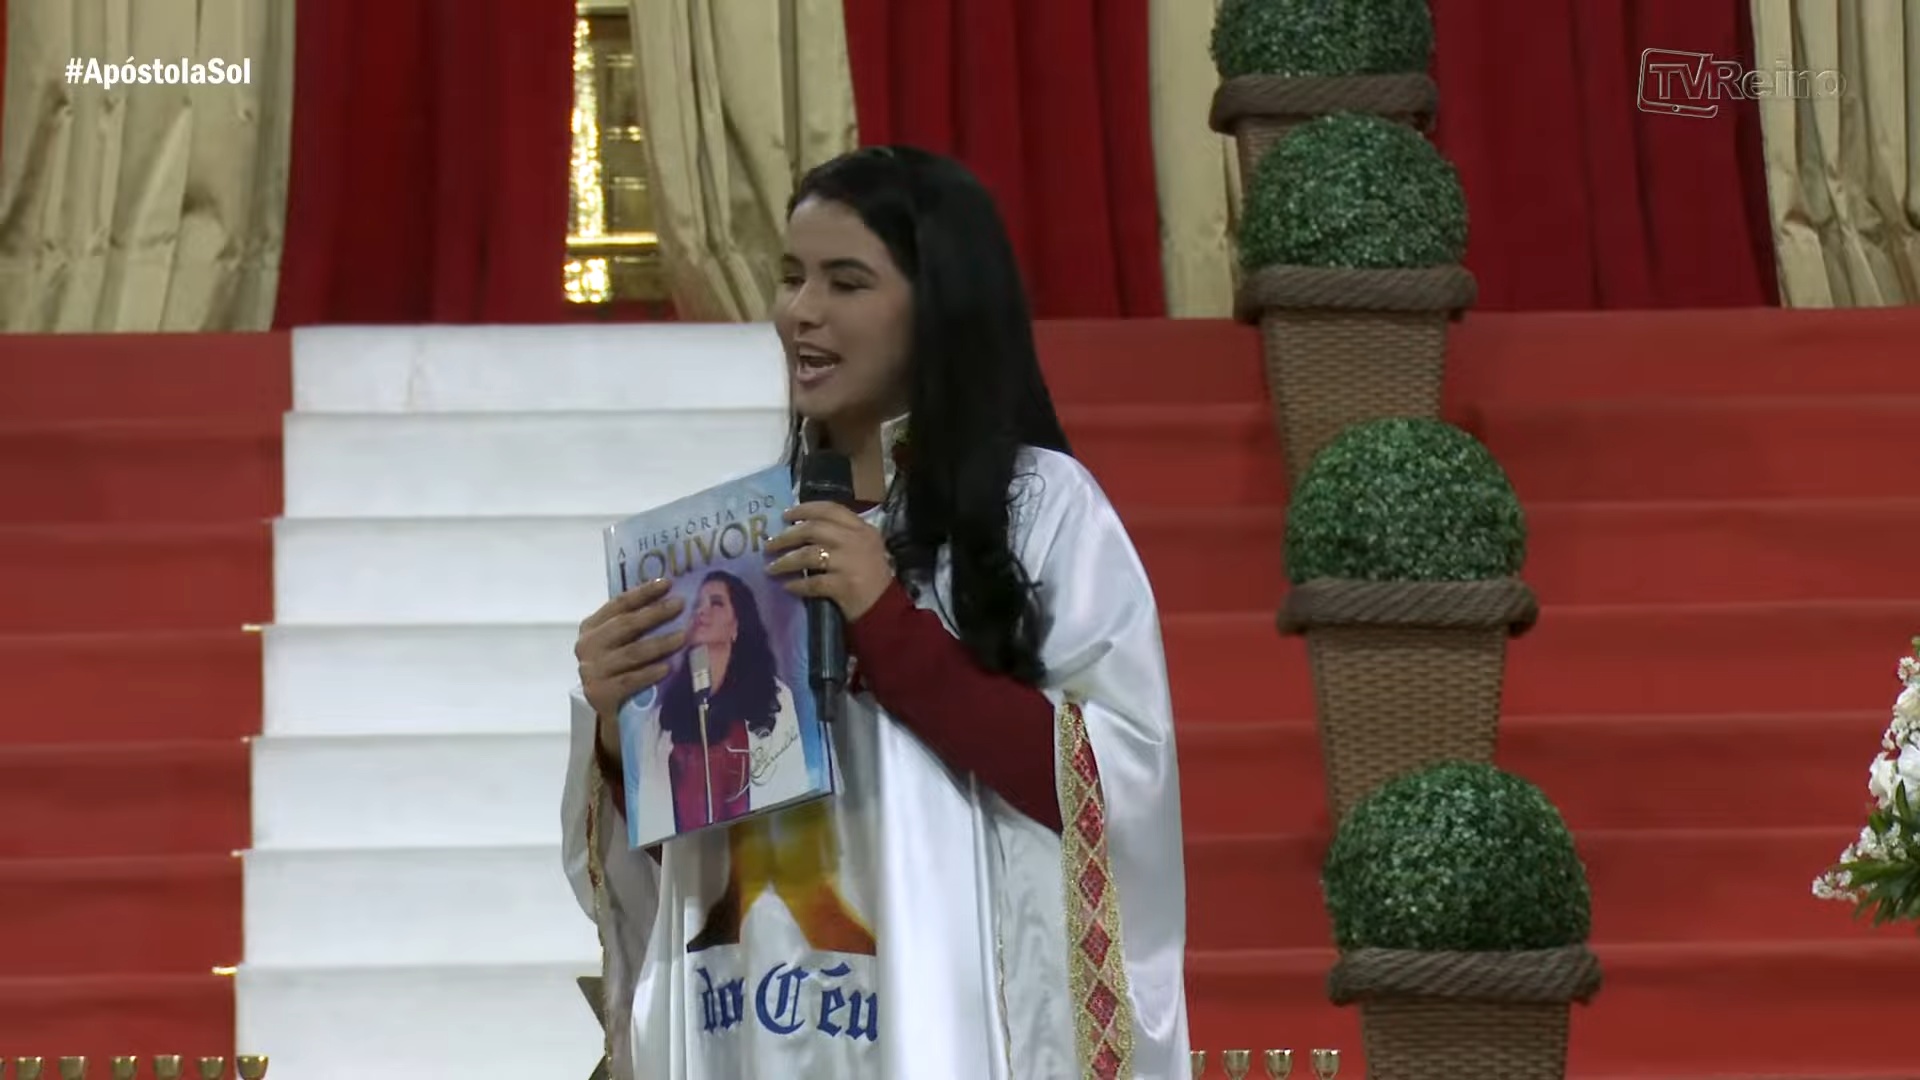 #ApóstolaSol
TVReino
A HISTÓRIA DO
LOUVOR
do Céu